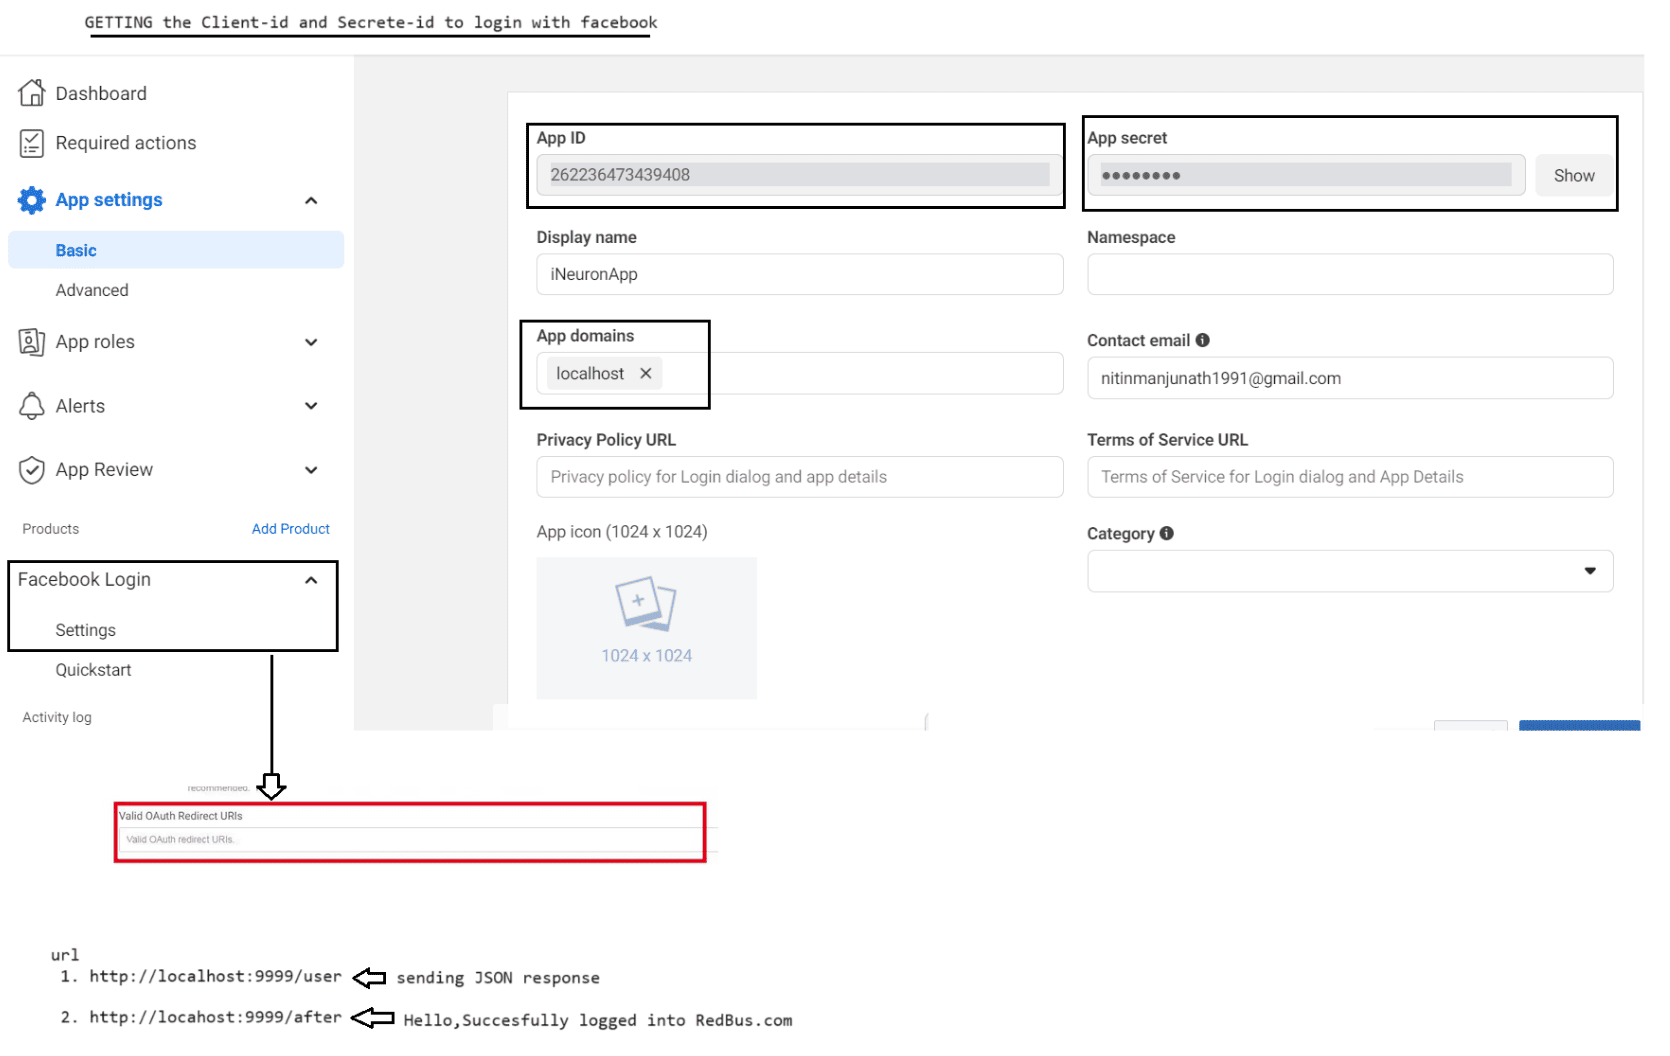 GETTING the Client-id and Secrete-id to login with facebook
Dashboard
Required actions
App settings
Basic
Advanced
App roles
Alerts
App Review
Products Add Product
Facebook Login
Settings
Quickstart
Activity log
App ID
262236473439408
App secret
●●●●●●●● Show
Display name
iNeuronApp
Namespace
App domains
localhost ✕
Contact email
nitinmanjunath1991@gmail.com
Privacy Policy URL
Privacy policy for Login dialog and app details
Terms of Service URL
Terms of Service for Login dialog and App Details
App icon (1024 x 1024)
1024 x 1024
Category
recommended.
Valid OAuth Redirect URIs
Valid OAuth redirect URIs.
url
1. http://localhost:9999/user sending JSON response
2. http://locahost:9999/after Hello,Succesfully logged into RedBus.com